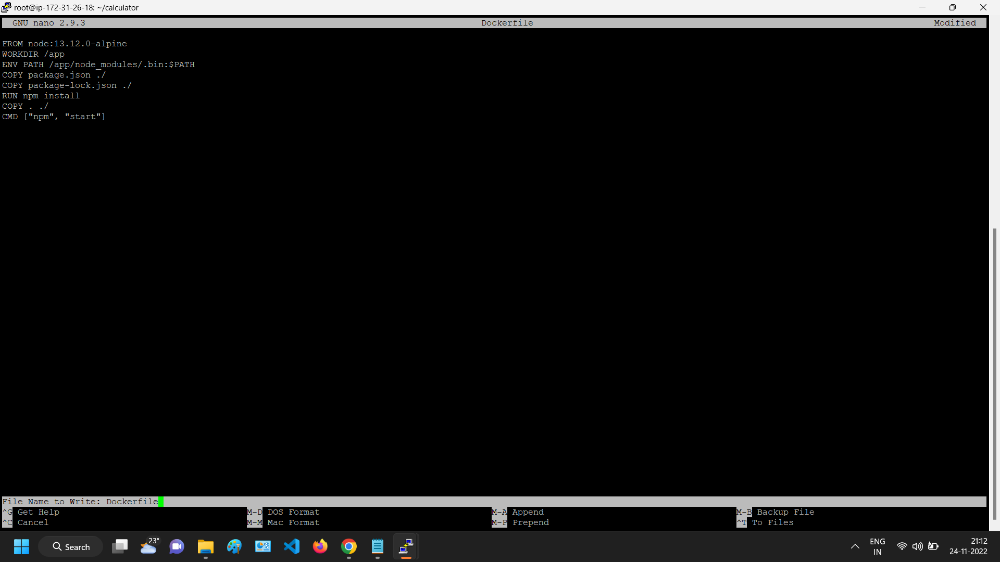 root@ip-172-31-26-18: ~/calculator
GNU nano 2.9.3 Dockerfile Modified
FROM node:13.12.0-alpine
WORKDIR /app
ENV PATH /app/node_modules/.bin:$PATH
COPY package.json ./
COPY package-lock.json ./
RUN npm install
COPY . ./
CMD ["npm", "start"]
File Name to Write: Dockerfile
^G Get Help M-D DOS Format M-A Append M-B Backup File
^C Cancel M-M Mac Format M-P Prepend ^T To Files
Search 23° ENG 21:12
IN 24-11-2022